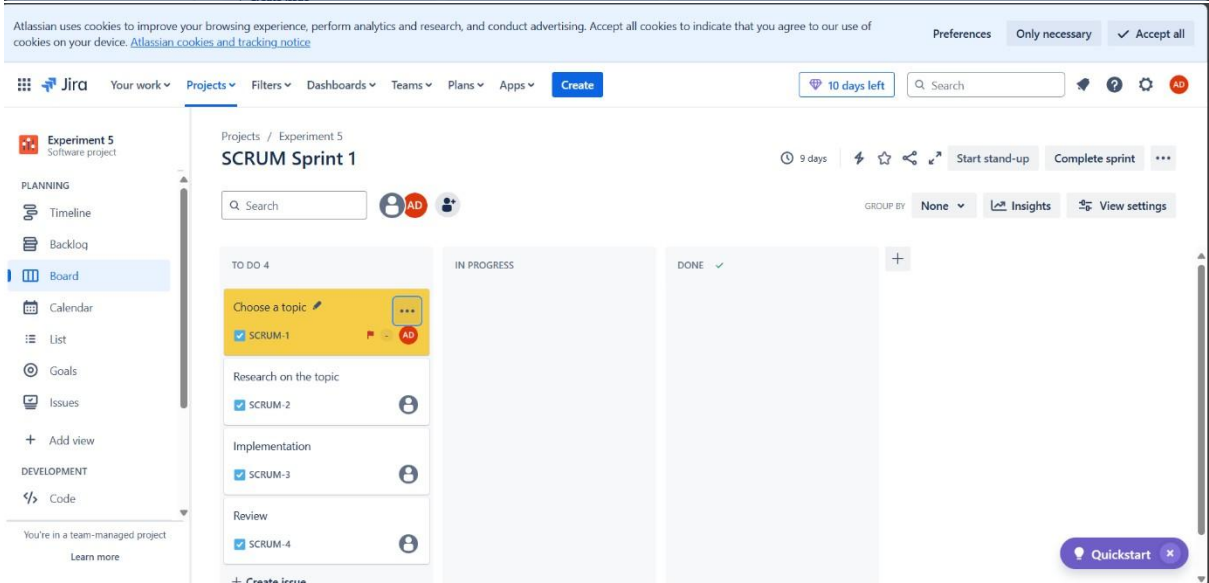 Atlassian uses cookies to improve your browsing experience, perform analytics and research, and conduct advertising. Accept all cookies to indicate that you agree to our use of
cookies on your device. Atlassian cookies and tracking notice
Preferences
Only necessary
Accept all
Jira
Your work
Projects
Filters
Dashboards
Teams
Plans
Apps
Create
10 days left
Search
AD
Experiment 5
Software project
PLANNING
Timeline
Backlog
Board
Calendar
List
Goals
Issues
Add view
DEVELOPMENT
Code
You're in a team-managed project
Learn more
Projects / Experiment 5
SCRUM Sprint 1
9 days
Start stand-up
Complete sprint
Search
AD
GROUP BY
None
Insights
View settings
TO DO 4
Choose a topic
SCRUM-1
AD
Research on the topic
SCRUM-2
Implementation
SCRUM-3
Review
SCRUM-4
+ Create issue
IN PROGRESS
DONE
Quickstart